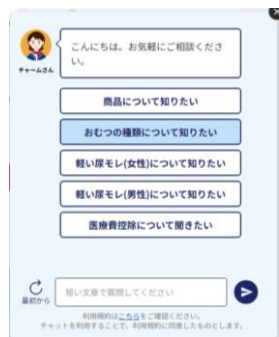 こんにちは。お気軽にご相談くださ
い。
チャームさん
商品について知りたい
おむつの種類について知りたい
軽い尿モレ(女性)について知りたい
軽い尿モレ(男性)について知りたい
医療費控除について聞きたい
最初から
短い文章で質問してください
利用規約はこちらをご確認ください。
チャットを利用することで、利用規約に同意したものとします。